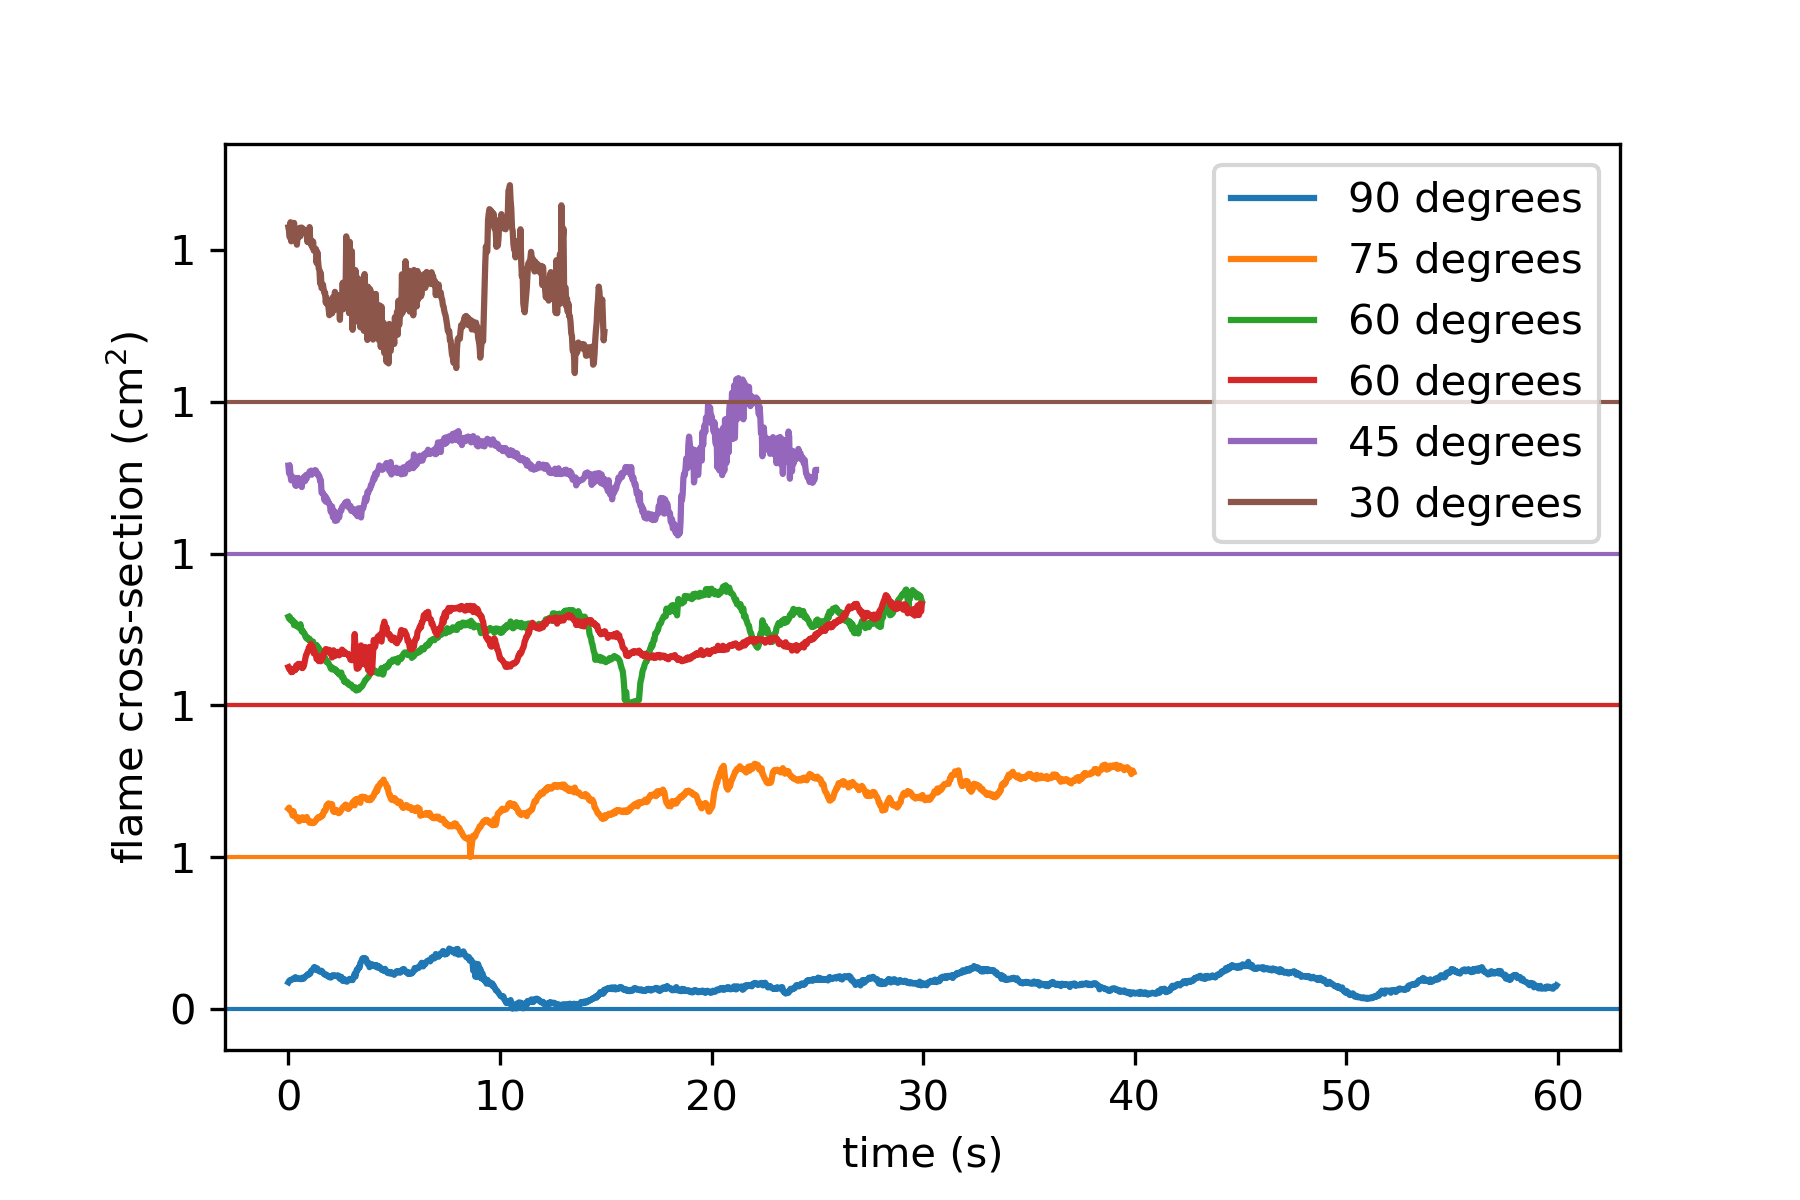 90 degrees
75 degrees
60 degrees
60 degrees
45 degrees
30 degrees
1
1
1
1
1
0
flame cross-section (cm²)
0 10 20 30 40 50 60
time (s)